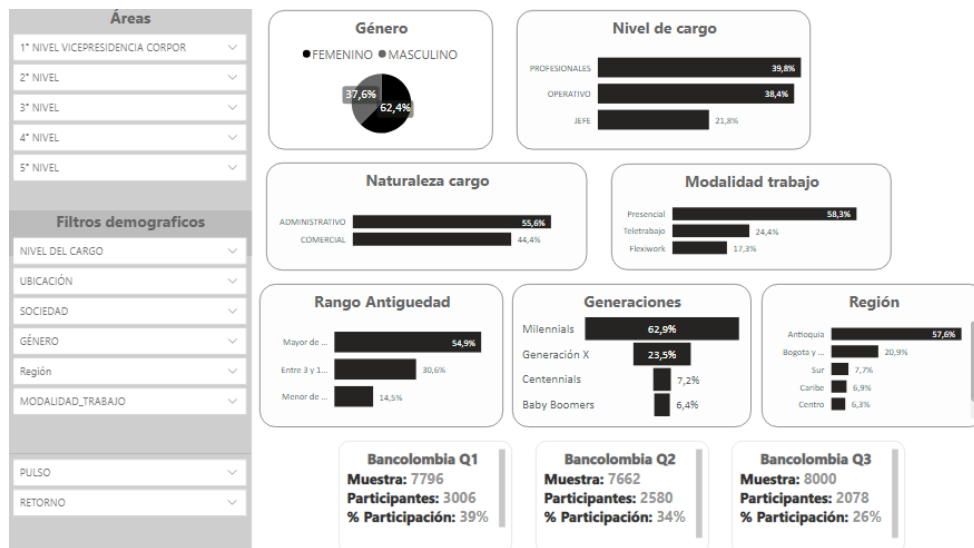 Áreas
1° NIVEL VICEPRESIDENCIA CORPOR
2° NIVEL
3° NIVEL
4° NIVEL
5° NIVEL
Filtros demograficos
NIVEL DEL CARGO
UBICACIÓN
SOCIEDAD
GÉNERO
Región
MODALIDAD_TRABAJO
PULSO
RETORNO
Género
FEMENINO MASCULINO
37,6%
62,4%
Nivel de cargo
PROFESIONALES 39,8%
OPERATIVO 38,4%
JEFE 21,8%
Naturaleza cargo
ADMINISTRATIVO 55,6%
COMERCIAL 44,4%
Modalidad trabajo
Presencial 58,3%
Teletrabajo 24,4%
Flexiwork 17,3%
Rango Antiguedad
Mayor de ... 54,9%
Entre 3 y 1... 30,6%
Menor de ... 14,5%
Generaciones
Milennials 62,9%
Generación X 23,5%
Centennials 7,2%
Baby Boomers 6,4%
Región
Antioquia 57,6%
Bogota y ... 20,9%
Sur 7,7%
Caribe 6,9%
Centro 6,3%
Bancolombia Q1
Muestra: 7796
Participantes: 3006
% Participación: 39%
Bancolombia Q2
Muestra: 7662
Participantes: 2580
% Participación: 34%
Bancolombia Q3
Muestra: 8000
Participantes: 2078
% Participación: 26%